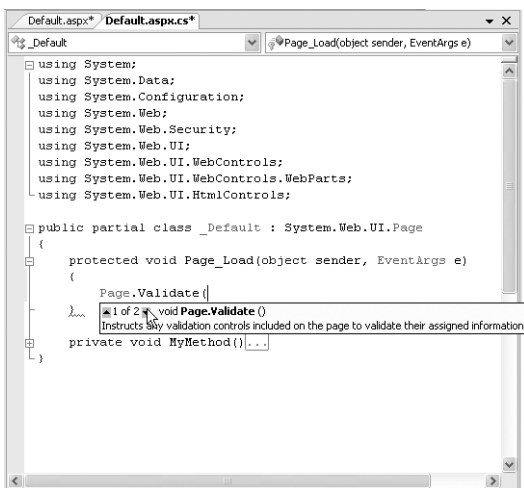 Default.aspx* Default.aspx.cs*
_Default Page_Load(object sender, EventArgs e)
using System;
using System.Data;
using System.Configuration;
using System.Web;
using System.Web.Security;
using System.Web.UI;
using System.Web.UI.WebControls;
using System.Web.UI.WebControls.WebParts;
using System.Web.UI.HtmlControls;
public partial class _Default : System.Web.UI.Page
{
protected void Page_Load(object sender, EventArgs e)
{
Page.Validate(
} 1 of 2 void Page.Validate ()
Instructs any validation controls included on the page to validate their assigned information
private void MyMethod()...
}